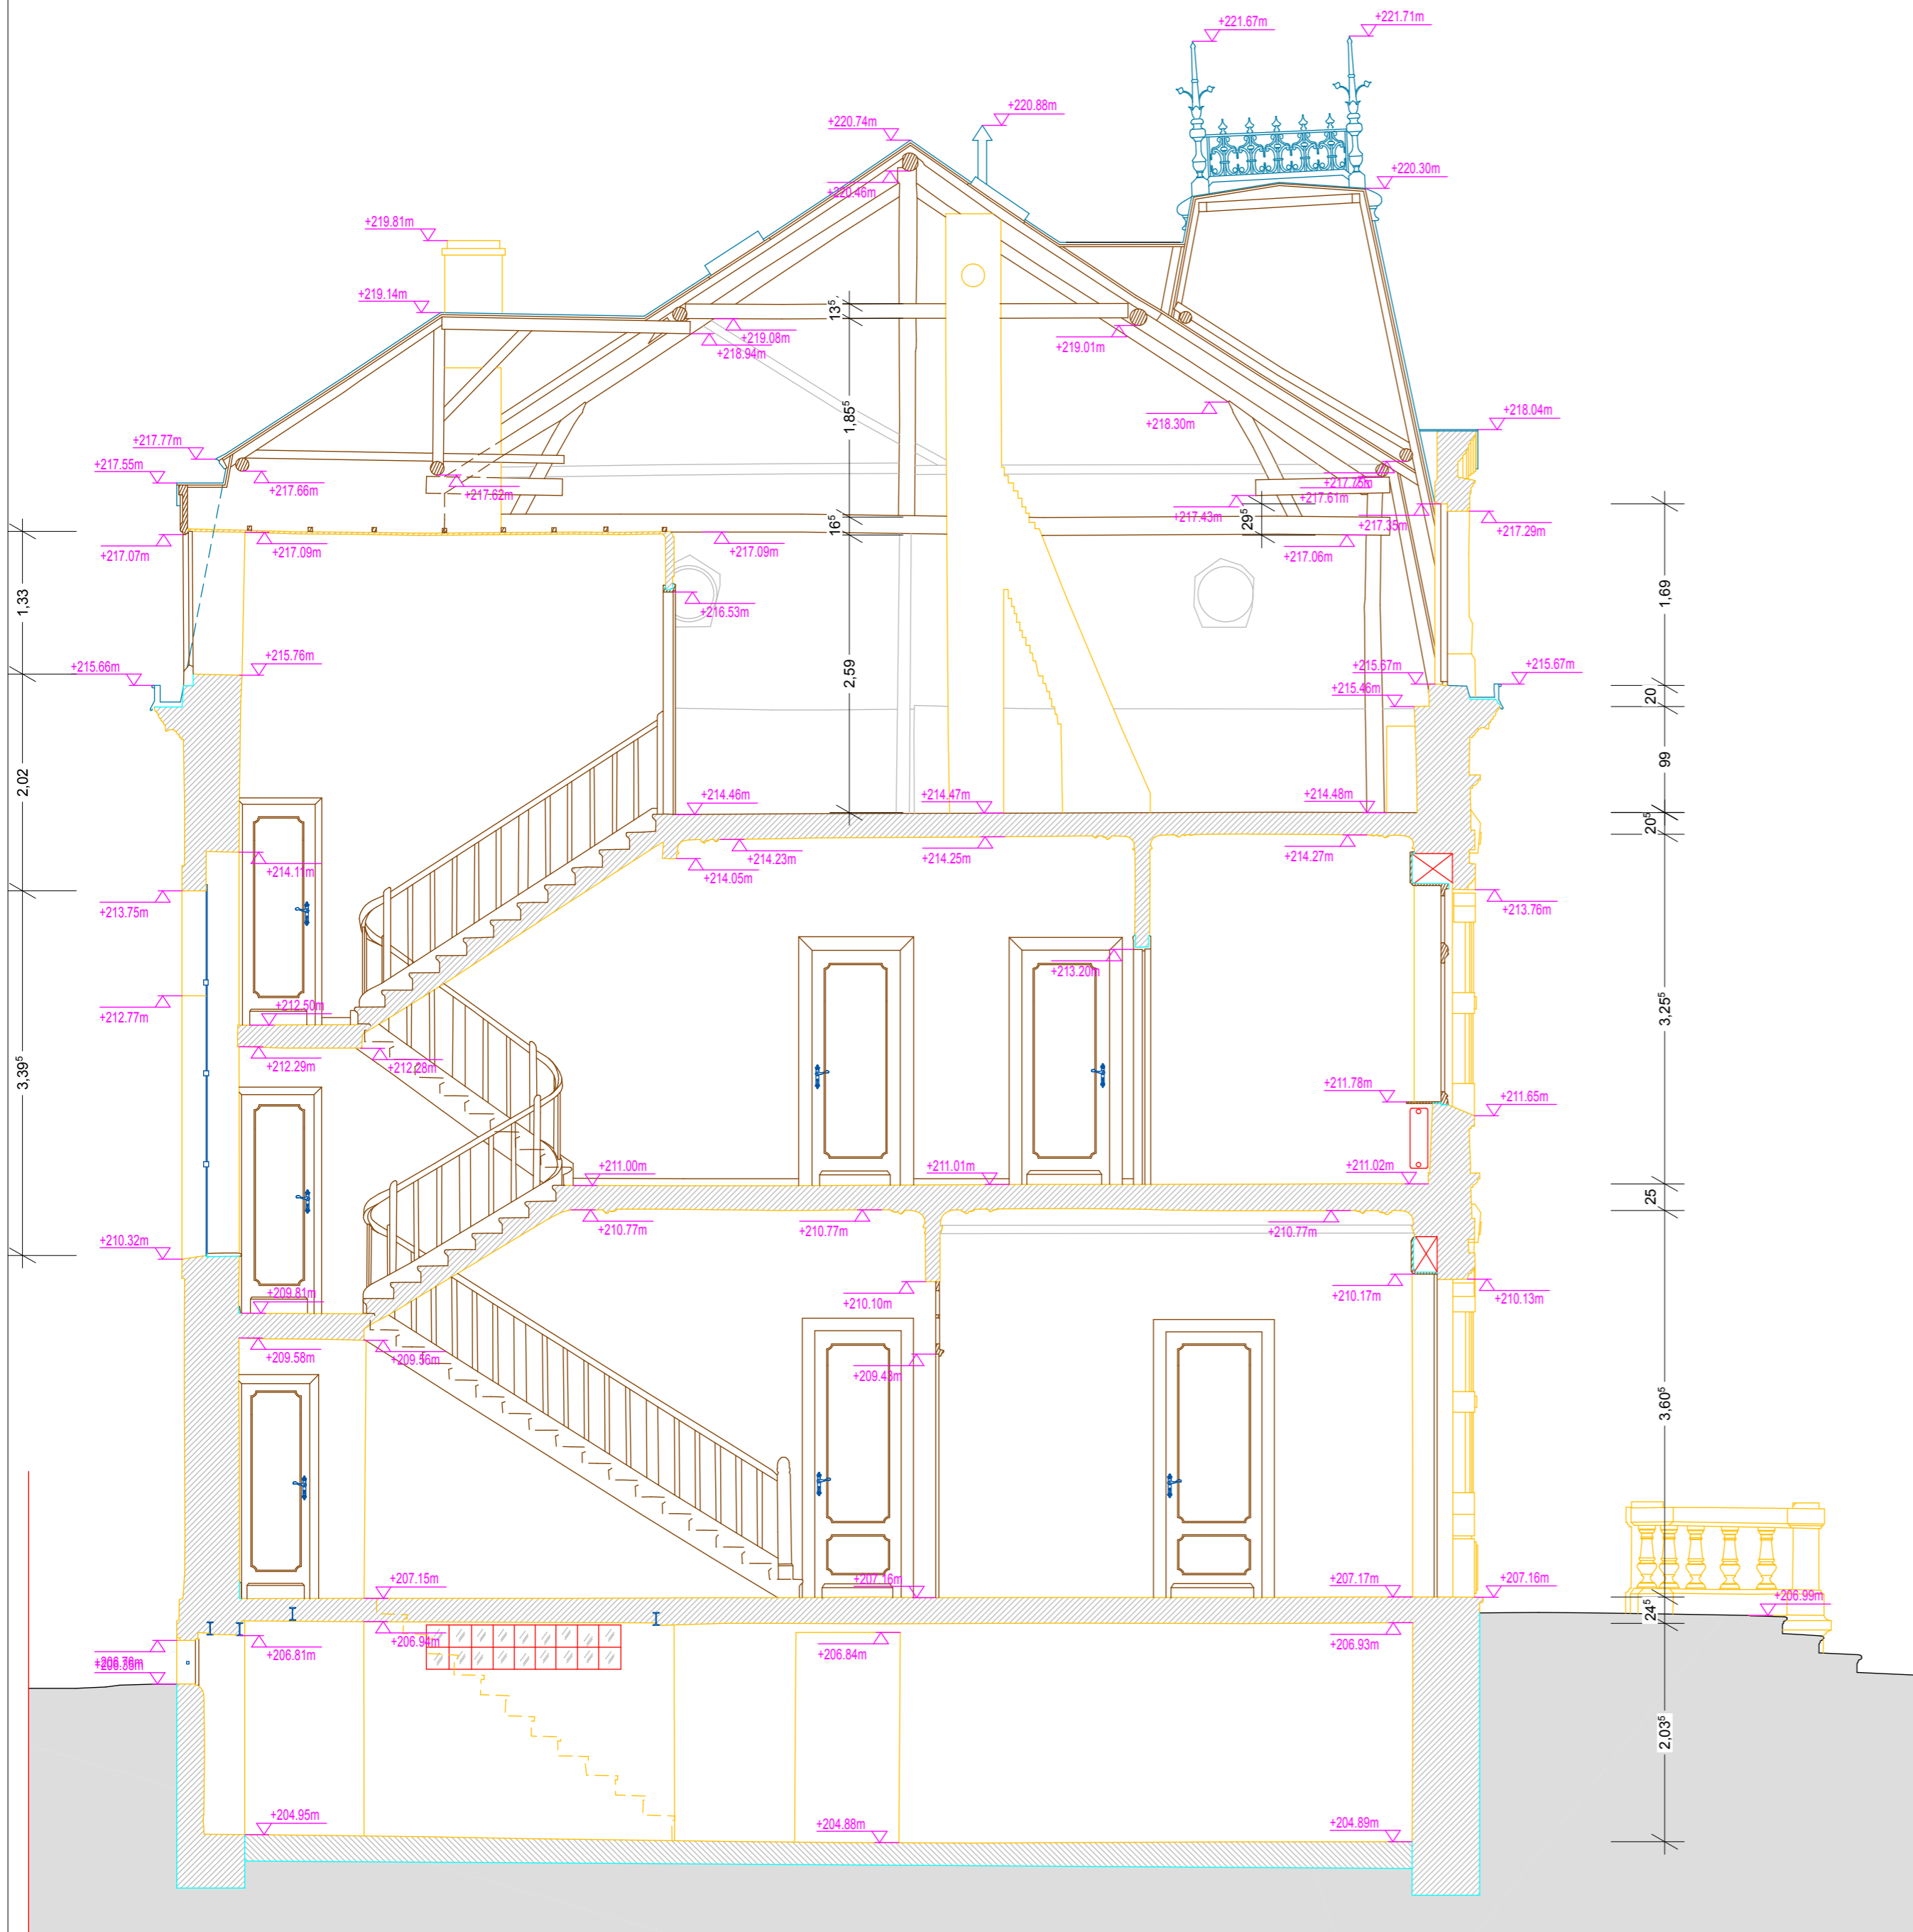 +221.67m
+221.71m
+220.88m
+220.74m
+220.46m
+220.30m
+219.81m
+219.14m
13⁵
+219.08m
+218.94m
+219.01m
1,85⁵
+218.30m
+218.04m
+217.77m
+217.55m
+217.66m
+217.62m
+217.75m
+217.61m
+217.43m
29⁵
+217.35m
+217.29m
16⁵
+217.07m
+217.09m
+217.09m
+217.06m
1,33
+216.53m
1,69
2,59
+215.66m
+215.76m
+215.67m
+215.67m
+215.46m
20
2,02
99
+214.46m
+214.47m
+214.48m
20⁵
+214.11m
+214.23m
+214.25m
+214.27m
+214.05m
+213.75m
+213.76m
+213.20m
+212.77m
+212.50m
3,25⁵
3,39⁵
+212.29m
+212.28m
+211.78m
+211.65m
+211.00m
+211.01m
+211.02m
25
+210.77m
+210.77m
+210.77m
+210.32m
+209.81m
+210.10m
+210.17m
+210.13m
+209.58m
+209.56m
+209.43m
3,60⁵
+207.15m
+207.16m
+207.17m
+207.16m
+206.99m
24⁵
+206.94m
+206.81m
+206.84m
+206.93m
2,03⁵
+204.95m
+204.88m
+204.89m